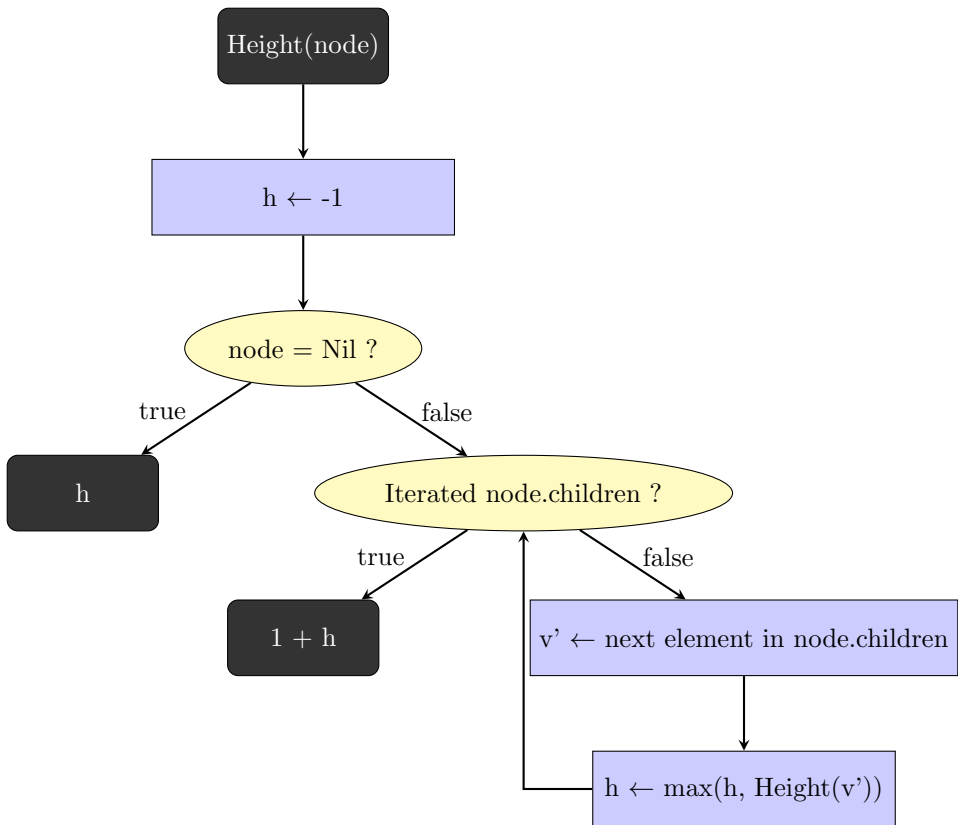 Height(node)
h ← -1
node = Nil ?
true
false
h
Iterated node.children ?
true
false
1 + h
v’ ← next element in node.children
h ← max(h, Height(v’))